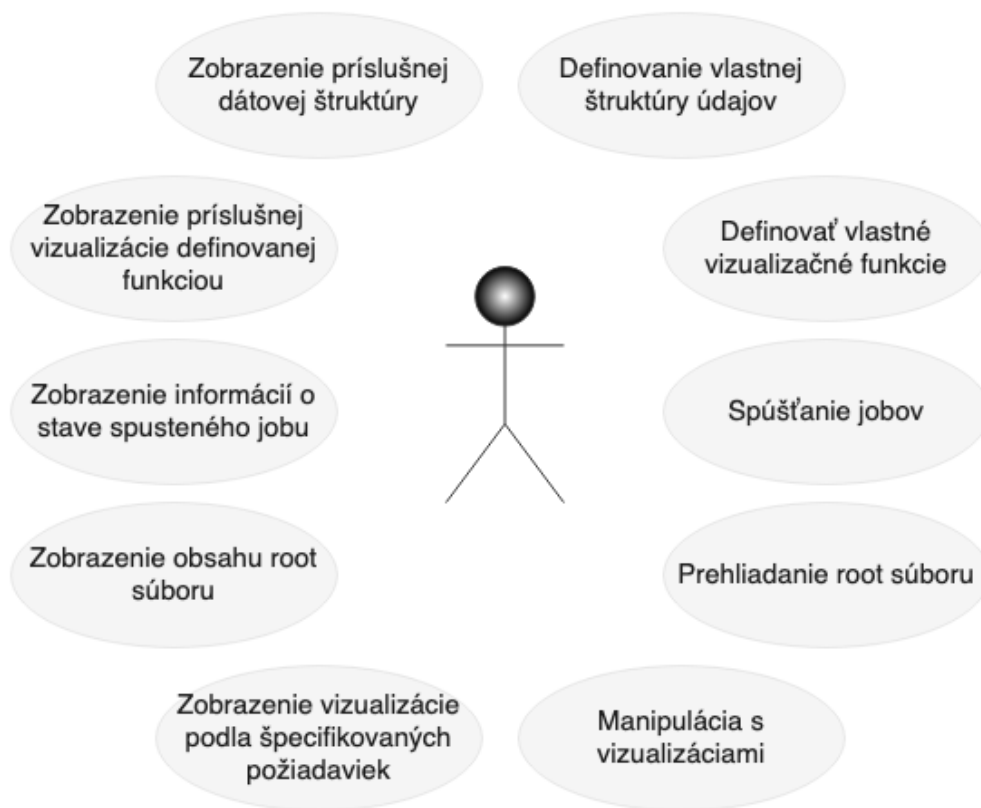 Zobrazenie príslušnej
dátovej štruktúry
Definovanie vlastnej
štruktúry údajov
Zobrazenie príslušnej
vizualizácie definovanej
funkciou
Definovať vlastné
vizualizačné funkcie
Zobrazenie informácií o
stave spusteného jobu
Spúšťanie jobov
Zobrazenie obsahu root
súboru
Prehliadanie root súboru
Zobrazenie vizualizácie
podla špecifikovaných
požiadaviek
Manipulácia s
vizualizáciami